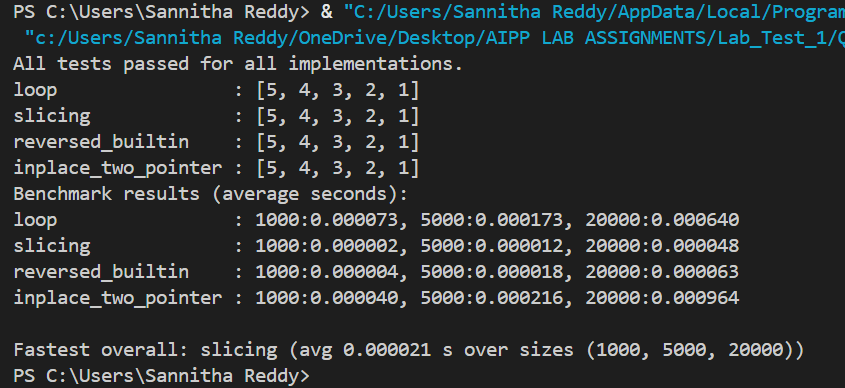 PS C:\Users\Sannitha Reddy> & "C:/Users/Sannitha Reddy/AppData/Local/Program
"c:/Users/Sannitha Reddy/OneDrive/Desktop/AIPP LAB ASSIGNMENTS/Lab_Test_1/Q
All tests passed for all implementations.
loop              : [5, 4, 3, 2, 1]
slicing           : [5, 4, 3, 2, 1]
reversed_builtin  : [5, 4, 3, 2, 1]
inplace_two_pointer : [5, 4, 3, 2, 1]
Benchmark results (average seconds):
loop              : 1000:0.000073, 5000:0.000173, 20000:0.000640
slicing           : 1000:0.000002, 5000:0.000012, 20000:0.000048
reversed_builtin  : 1000:0.000004, 5000:0.000018, 20000:0.000063
inplace_two_pointer : 1000:0.000040, 5000:0.000216, 20000:0.000964
Fastest overall: slicing (avg 0.000021 s over sizes (1000, 5000, 20000))
PS C:\Users\Sannitha Reddy>